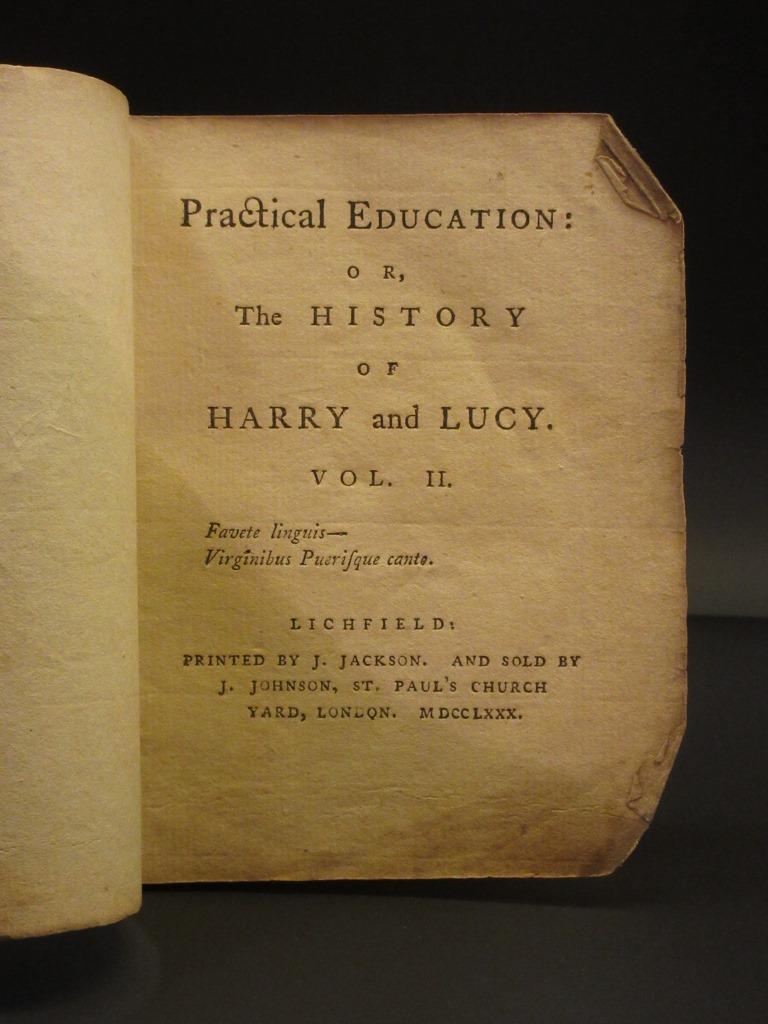 Practical EDUCATION:
OR,
The HISTORY
OF
HARRY and LUCY.
VOL. II.
Favete linguis—
Virginibus Pueriſque canto.
LICHFIELD:
PRINTED BY J. JACKSON. AND SOLD BY
J. JOHNSON, ST. PAUL'S CHURCH
YARD, LONDON. MDCCLXXX.